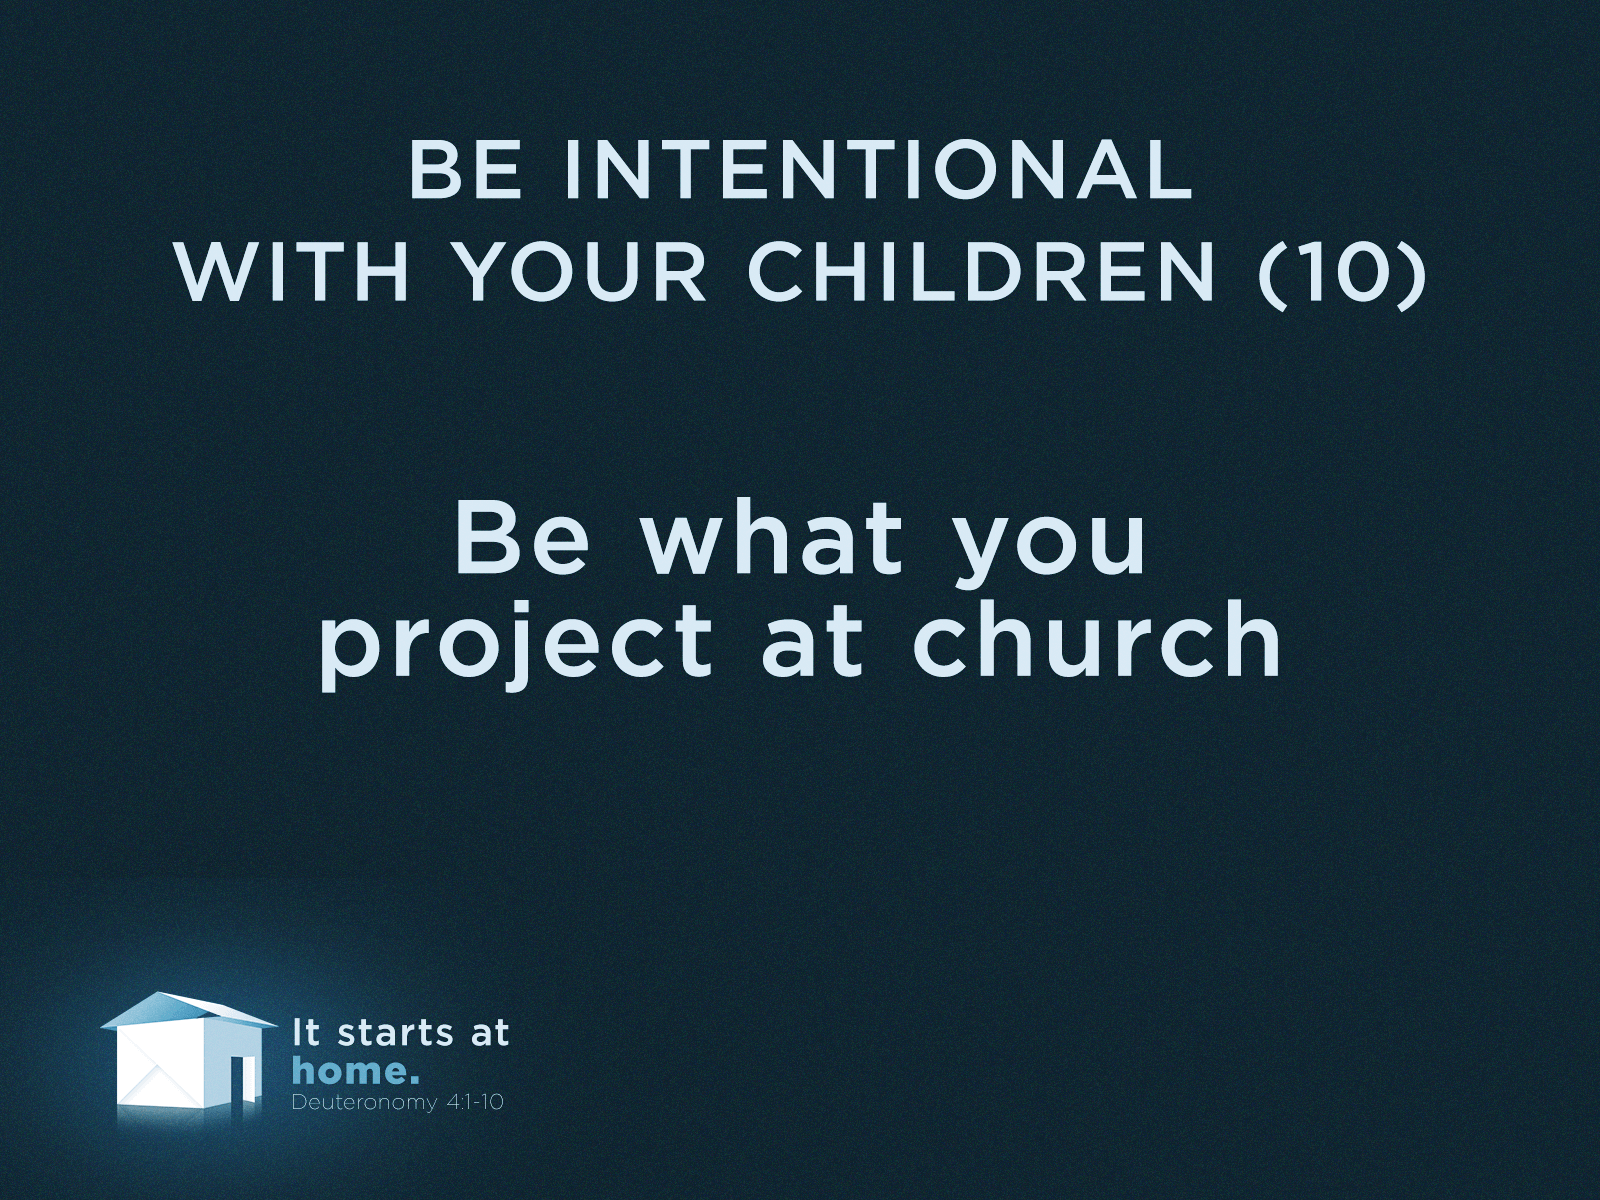 BE INTENTIONAL
WITH YOUR CHILDREN (10)
Be what you
project at church
It starts at
home.
Deuteronomy 4:1-10